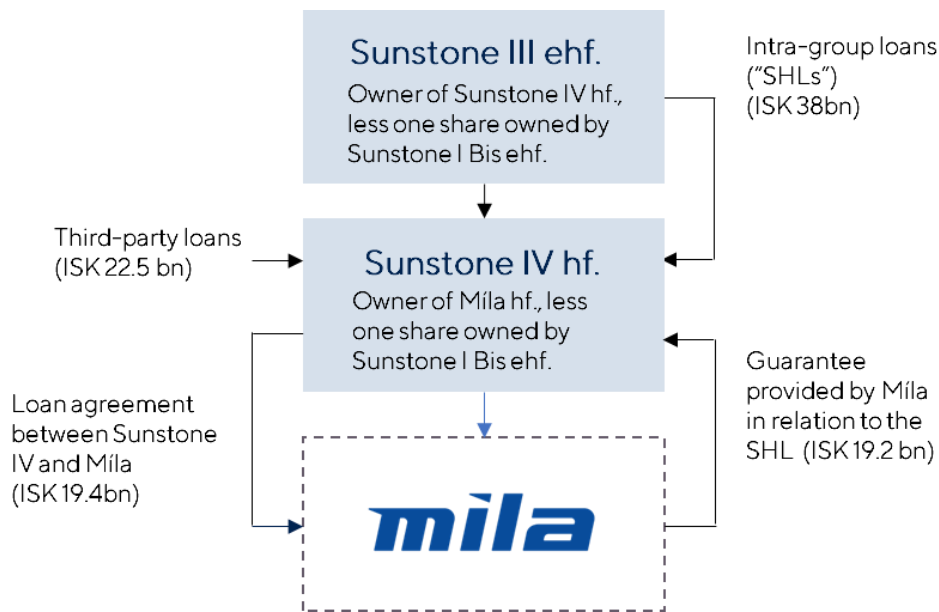 Sunstone III ehf.
Owner of Sunstone IV hf.,
less one share owned by
Sunstone I Bis ehf.
Intra-group loans
(“SHLs”)
(ISK 38bn)
Third-party loans
(ISK 22.5 bn)
Sunstone IV hf.
Owner of Míla hf., less
one share owned by
Sunstone I Bis ehf.
Loan agreement
between Sunstone
IV and Míla
(ISK 19.4bn)
Guarantee
provided by Míla
in relation to the
SHL (ISK 19.2 bn)
míla